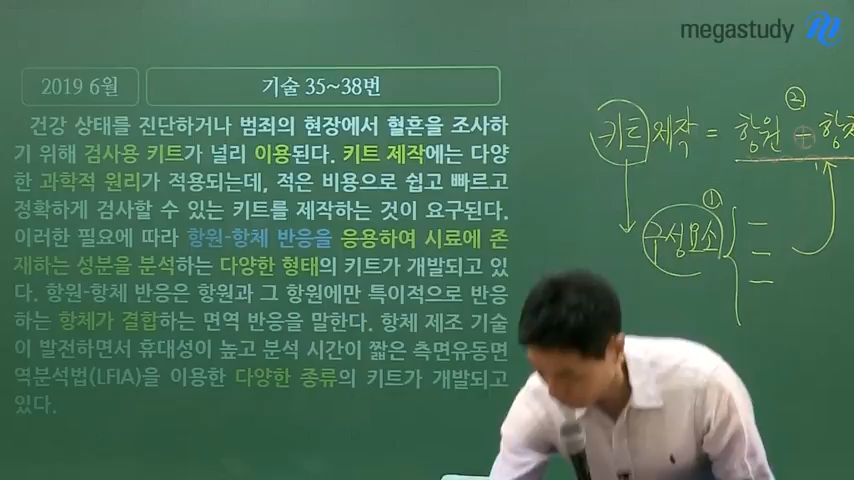 megastudy
2019 6월
기술 35~38번
건강 상태를 진단하거나 범죄의 현장에서 혈흔을 조사하
기 위해 검사용 키트가 널리 이용된다. 키트 제작에는 다양
한 과학적 원리가 적용되는데, 적은 비용으로 쉽고 빠르고
정확하게 검사할 수 있는 키트를 제작하는 것이 요구된다.
이러한 필요에 따라 항원-항체 반응을 응용하여 시료에 존
재하는 성분을 분석하는 다양한 형태의 키트가 개발되고 있
다. 항원-항체 반응은 항원과 그 항원에만 특이적으로 반응
하는 항체가 결합하는 면역 반응을 말한다. 항체 제조 기술
이 발전하면서 휴대성이 높고 분석 시간이 짧은 측면유동면
역분석법(LFIA)을 이용한 다양한 종류의 키트가 개발되고
있다.
②
키트 제작 = 항원 + 항체
①
구성요소